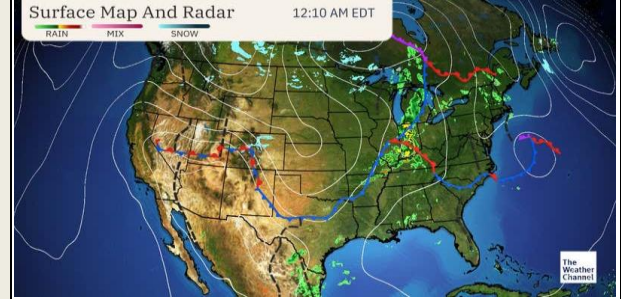 Surface Map And Radar
12:10 AM EDT
RAIN
MIX
SNOW
The
Weather
Channel